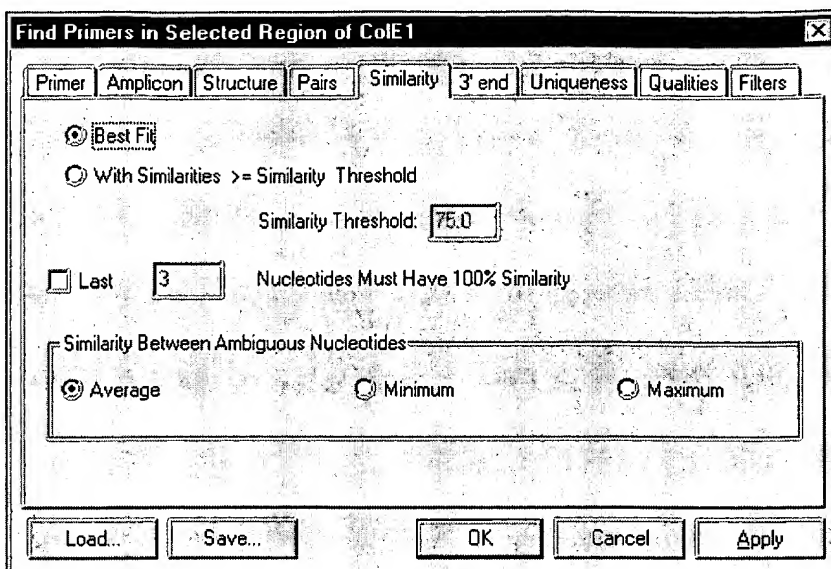 Find Primers in Selected Region of ColE1
Primer Amplicon Structure Pairs Similarity 3' end Uniqueness Qualities Filters
Best Fit
With Similarities >= Similarity Threshold
Similarity Threshold: 75.0
Last 3 Nucleotides Must Have 100% Similarity
Similarity Between Ambiguous Nucleotides
Average Minimum Maximum
Load... Save... OK Cancel Apply